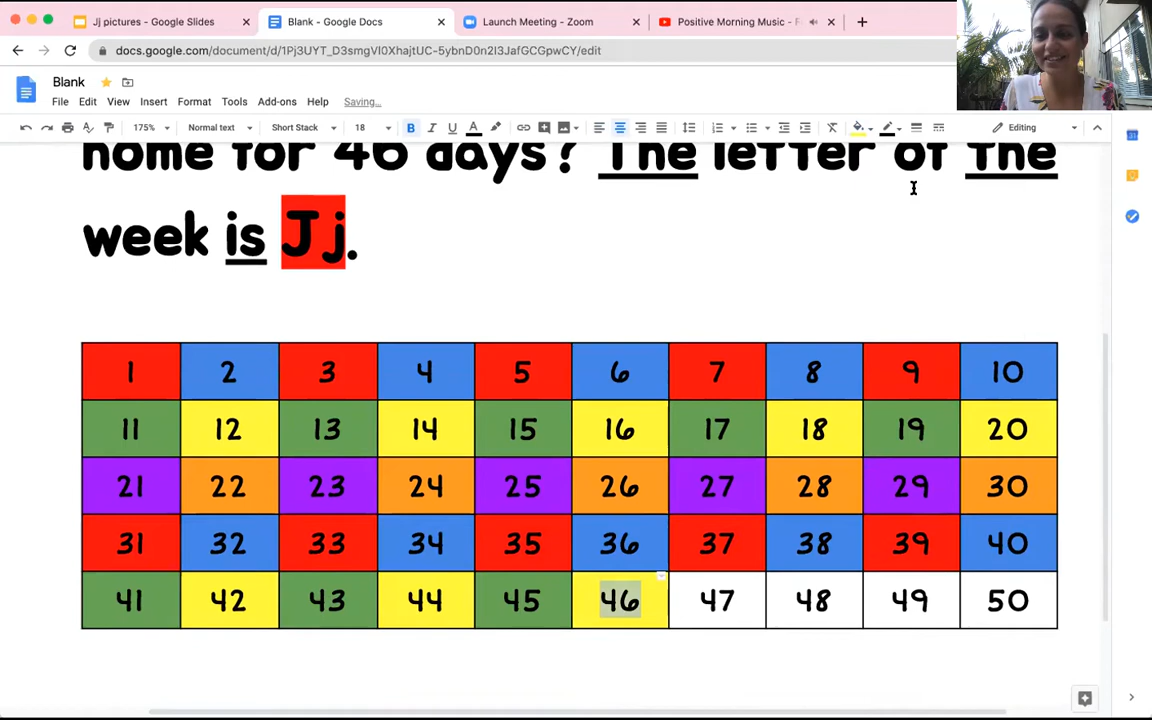 Jj pictures - Google Slides
Blank - Google Docs
Launch Meeting - Zoom
Positive Morning Music - F
docs.google.com/document/d/1Pj3UYT_D3smgVI0XhajtUC-5ybnD0n2I3JafGCGpwCY/edit
Blank
File Edit View Insert Format Tools Add-ons Help Saving...
175% Normal text Short Stack 18 B I U A Editing
home for 46 days? The letter of the
week is Jj.
1 2 3 4 5 6 7 8 9 10
11 12 13 14 15 16 17 18 19 20
21 22 23 24 25 26 27 28 29 30
31 32 33 34 35 36 37 38 39 40
41 42 43 44 45 46 47 48 49 50